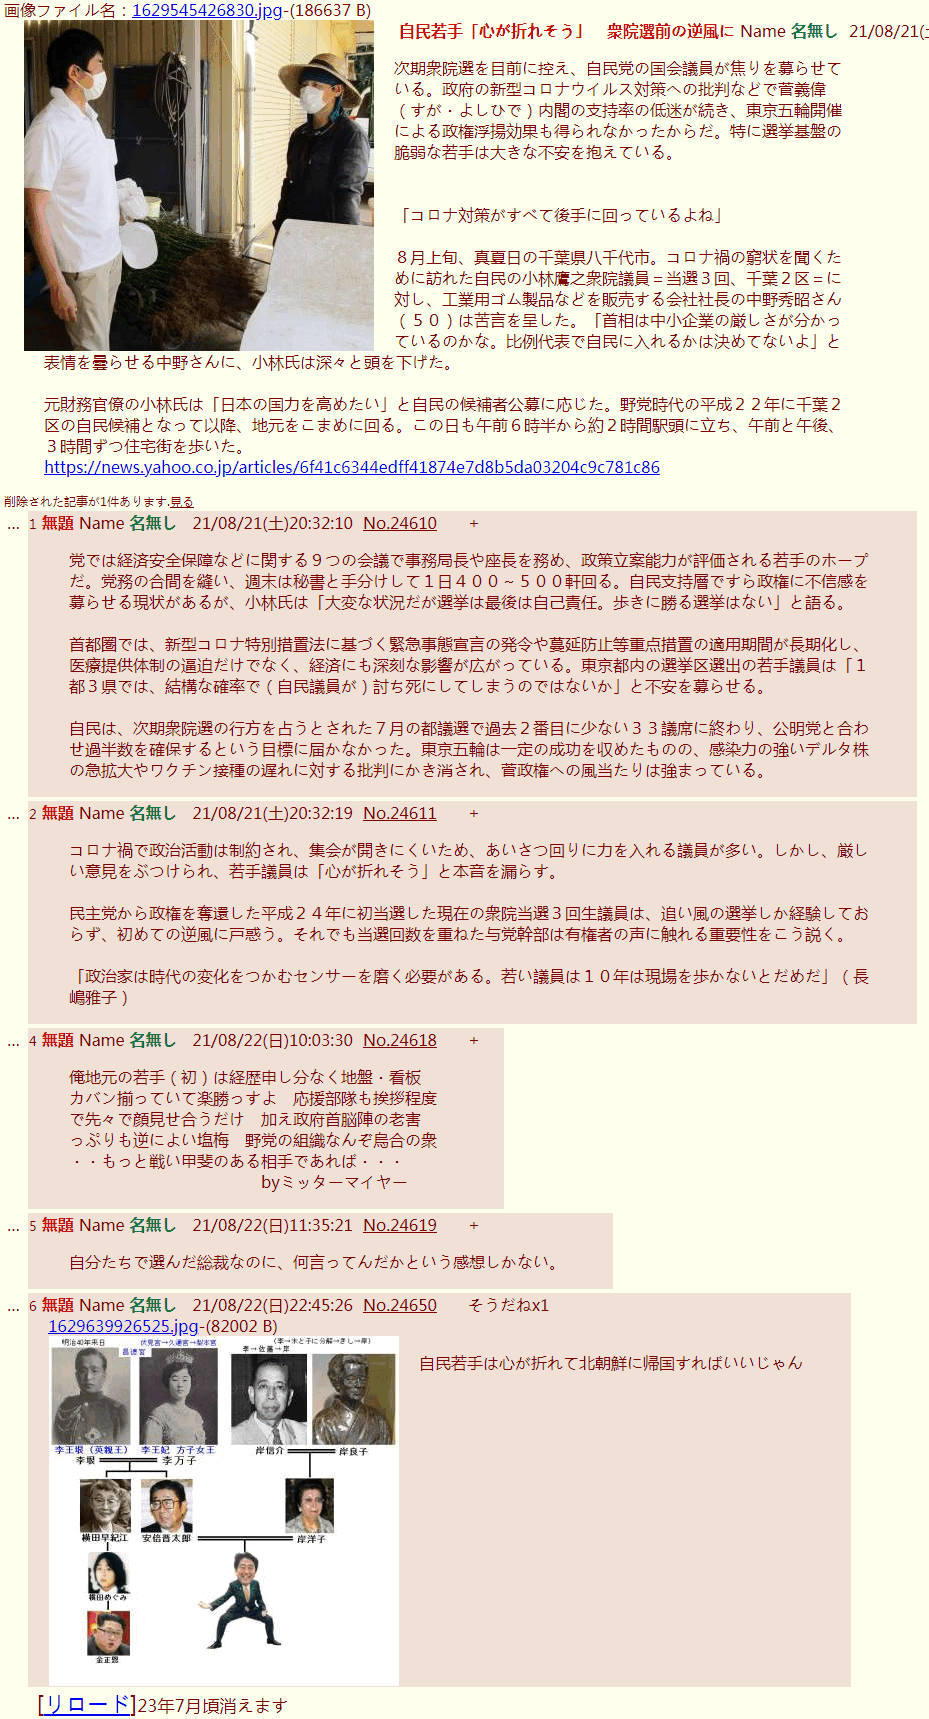 画像ファイル名：1629545426830.jpg-(186637 B)
自民若手「心が折れそう」　衆院選前の逆風に Name 名無し 21/08/21(土
次期衆院選を目前に控え、自民党の国会議員が焦りを募らせて
いる。政府の新型コロナウイルス対策への批判などで菅義偉
（すが・よしひで）内閣の支持率の低迷が続き、東京五輪開催
による政権浮揚効果も得られなかったからだ。特に選挙基盤の
脆弱な若手は大きな不安を抱えている。
「コロナ対策がすべて後手に回っているよね」
８月上旬、真夏日の千葉県八千代市。コロナ禍の窮状を聞くた
めに訪れた自民の小林鷹之衆院議員＝当選３回、千葉２区＝に
対し、工業用ゴム製品などを販売する会社社長の中野秀昭さん
（５０）は苦言を呈した。「首相は中小企業の厳しさが分かっ
ているのかな。比例代表で自民に入れるかは決めてないよ」と
表情を曇らせる中野さんに、小林氏は深々と頭を下げた。
元財務官僚の小林氏は「日本の国力を高めたい」と自民の候補者公募に応じた。野党時代の平成２２年に千葉２
区の自民候補となって以降、地元をこまめに回る。この日も午前６時半から約２時間駅頭に立ち、午前と午後、
３時間ずつ住宅街を歩いた。
https://news.yahoo.co.jp/articles/6f41c6344edff41874e7d8b5da03204c9c781c86
削除された記事が1件あります.見る
… 1 無題 Name 名無し 21/08/21(土)20:32:10 No.24610 +
党では経済安全保障などに関する９つの会議で事務局長や座長を務め、政策立案能力が評価される若手のホープ
だ。党務の合間を縫い、週末は秘書と手分けして１日４００～５００軒回る。自民支持層ですら政権に不信感を
募らせる現状があるが、小林氏は「大変な状況だが選挙は最後は自己責任。歩きに勝る選挙はない」と語る。
首都圏では、新型コロナ特別措置法に基づく緊急事態宣言の発令や蔓延防止等重点措置の適用期間が長期化し、
医療提供体制の逼迫だけでなく、経済にも深刻な影響が広がっている。東京都内の選挙区選出の若手議員は「１
都３県では、結構な確率で（自民議員が）討ち死にしてしまうのではないか」と不安を募らせる。
自民は、次期衆院選の行方を占うとされた７月の都議選で過去２番目に少ない３３議席に終わり、公明党と合わ
せ過半数を確保するという目標に届かなかった。東京五輪は一定の成功を収めたものの、感染力の強いデルタ株
の急拡大やワクチン接種の遅れに対する批判にかき消され、菅政権への風当たりは強まっている。
… 2 無題 Name 名無し 21/08/21(土)20:32:19 No.24611 +
コロナ禍で政治活動は制約され、集会が開きにくいため、あいさつ回りに力を入れる議員が多い。しかし、厳し
い意見をぶつけられ、若手議員は「心が折れそう」と本音を漏らす。
民主党から政権を奪還した平成２４年に初当選した現在の衆院当選３回生議員は、追い風の選挙しか経験してお
らず、初めての逆風に戸惑う。それでも当選回数を重ねた与党幹部は有権者の声に触れる重要性をこう説く。
「政治家は時代の変化をつかむセンサーを磨く必要がある。若い議員は１０年は現場を歩かないとだめだ」（長
嶋雅子）
… 4 無題 Name 名無し 21/08/22(日)10:03:30 No.24618 +
俺地元の若手（初）は経歴申し分なく地盤・看板
カバン揃っていて楽勝っすよ　応援部隊も挨拶程度
で先々で顔見せ合うだけ　加え政府首脳陣の老害
っぷりも逆によい塩梅　野党の組織なんぞ烏合の衆
・・もっと戦い甲斐のある相手であれば・・・
byミッターマイヤー
… 5 無題 Name 名無し 21/08/22(日)11:35:21 No.24619 +
自分たちで選んだ総裁なのに、何言ってんだかという感想しかない。
… 6 無題 Name 名無し 21/08/22(日)22:45:26 No.24650 そうだねx1
1629639926525.jpg-(82002 B)
自民若手は心が折れて北朝鮮に帰国すればいいじゃん
明治40年来日
伏見宮→久邇宮→梨本宮
（李→木と子に分解→きし→岸）
昌徳宮
李→佐藤→岸
李王垠（英親王）
李王妃 方子女王
岸信介
岸良子
李垠
李万子
横田早紀江
安倍晋太郎
岸洋子
横田めぐみ
金正恩
[リロード]23年7月頃消えます